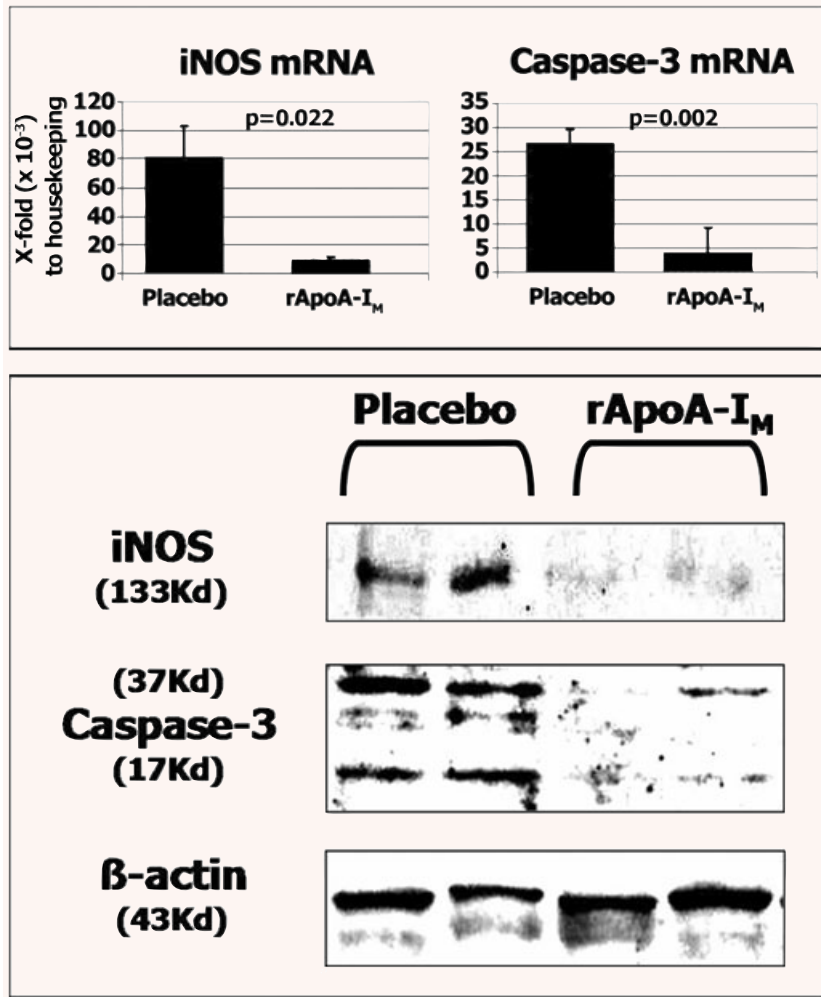 iNOS mRNA
X-fold (x 10⁻³)
to housekeeping
120
100
80
60
40
20
0
p=0.022
Placebo rApoA-I_M
Caspase-3 mRNA
35
30
25
20
15
10
5
0
p=0.002
Placebo rApoA-I_M
Placebo rApoA-I_M
iNOS
(133Kd)
(37Kd)
Caspase-3
(17Kd)
ß-actin
(43Kd)